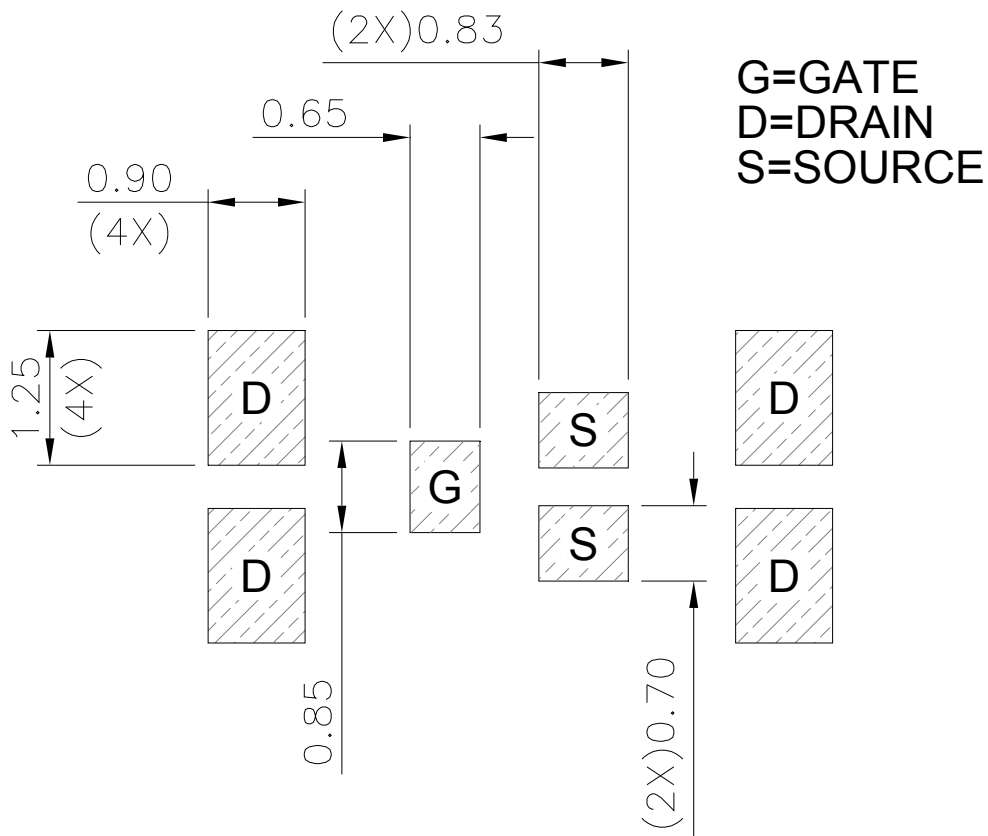 (2X)0.83
G=GATE
D=DRAIN
S=SOURCE
0.65
0.90
(4X)
1.25
(4X)
D
D
S
G
S
D
D
0.85
(2X)0.70